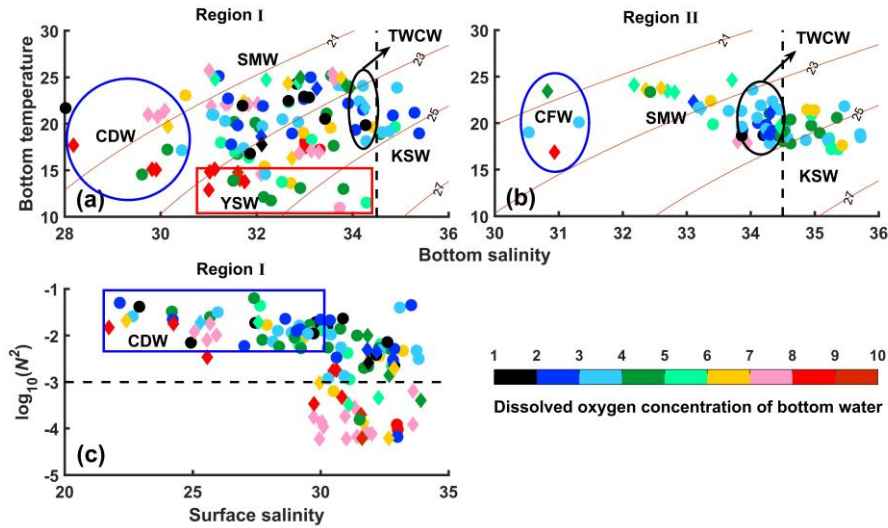 Region I
Region II
Bottom temperature
30
25
20
15
10
28
30
32
34
36
(a)
CDW
SMW
TWCW
KSW
YSW
21
23
25
27
30
25
20
15
10
30
31
32
33
34
35
36
(b)
CFW
SMW
TWCW
KSW
21
23
25
27
Bottom salinity
Region I
log10(N²)
-1
-2
-3
-4
-5
20
25
30
35
(c)
CDW
Surface salinity
1 2 3 4 5 6 7 8 9 10
Dissolved oxygen concentration of bottom water